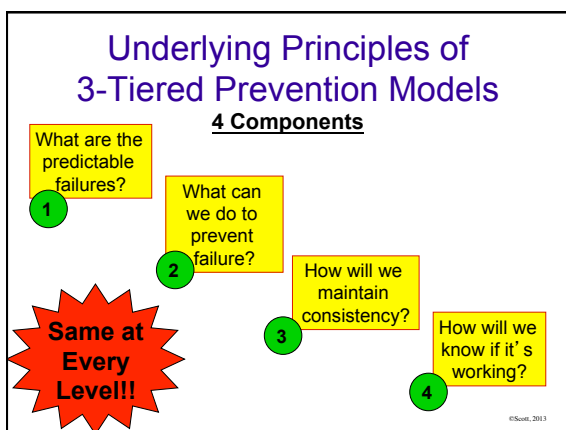 Underlying Principles of
3-Tiered Prevention Models
4 Components
What are the
predictable
failures?
1
What can
we do to
prevent
failure?
2
How will we
maintain
consistency?
3
How will we
know if it's
working?
4
Same at
Every
Level!!
©Scott, 2013